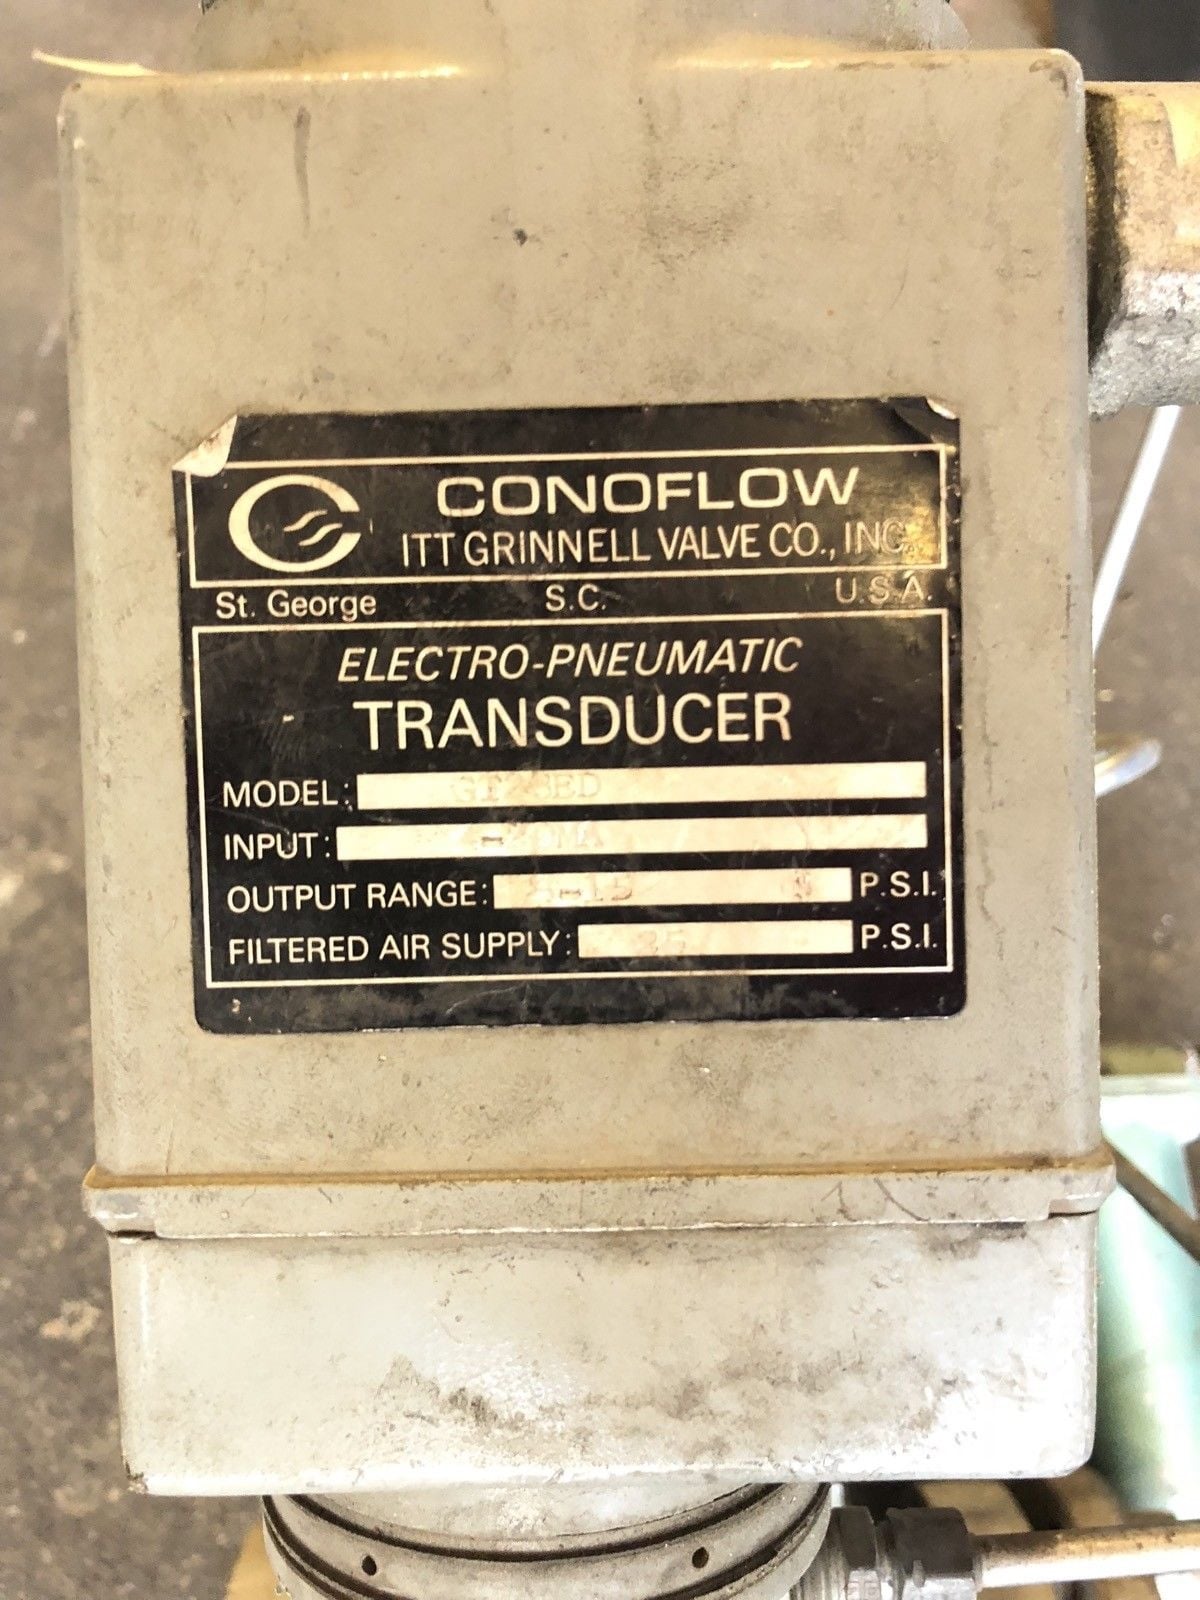 CONOFLOW
ITT GRINNELL VALVE CO., INC.
St. George S.C. U.S.A.
ELECTRO-PNEUMATIC
TRANSDUCER
MODEL:
INPUT:
OUTPUT RANGE: P.S.I.
FILTERED AIR SUPPLY: P.S.I.